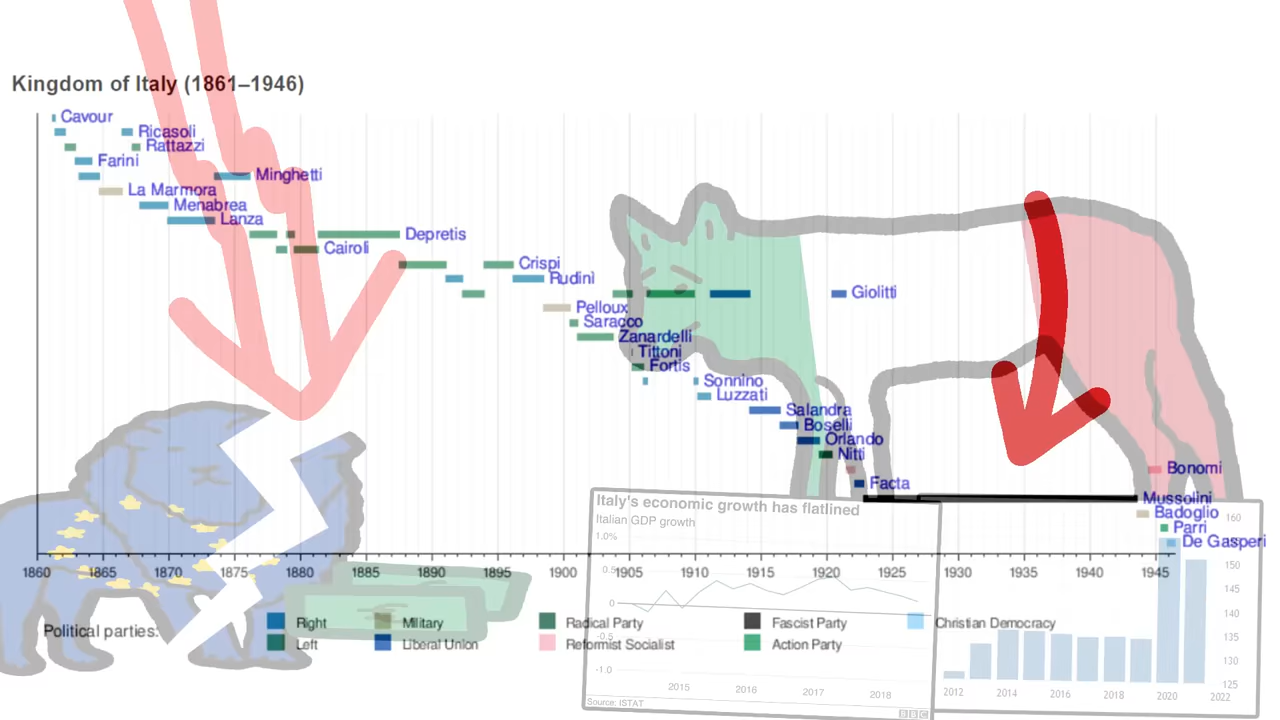 Kingdom of Italy (1861–1946)
Cavour
Ricasoli
Rattazzi
Farini
Minghetti
La Marmora
Menabrea
Lanza
Depretis
Cairoli
Crispi
Rudinì
Giolitti
Pelloux
Saracco
Zanardelli
Tittoni
Fortis
Sonnino
Luzzati
Salandra
Boselli
Orlando
Nitti
Bonomi
Facta
Mussolini
Badoglio
Parri
De Gasperi
1860 1865 1870 1875 1880 1885 1890 1895 1900 1905 1910 1915 1920 1925 1930 1935 1940 1945
Political parties:
Right Military Radical Party Fascist Party Christian Democracy
Left Liberal Union Reformist Socialist Action Party
Italy's economic growth has flatlined
Italian GDP growth
1.0%
0.5
0
-0.5
-1.0
2015 2016 2017 2018
Source: ISTAT
BBC
160
150
145
140
135
130
125
2012 2014 2016 2018 2020 2022